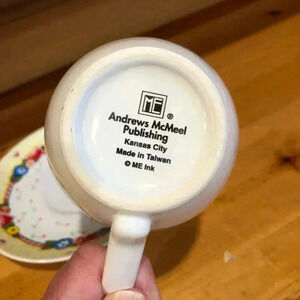 ME ®
Andrews McMeel
Publishing
Kansas City
Made in Taiwan
© ME Ink